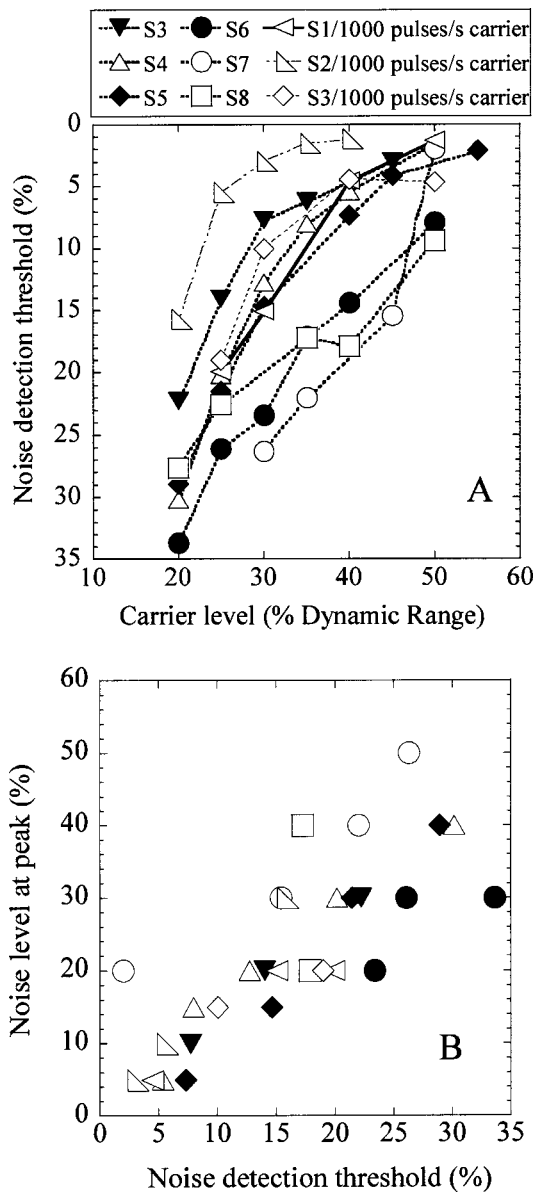 S3 S6 S1/1000 pulses/s carrier
S4 S7 S2/1000 pulses/s carrier
S5 S8 S3/1000 pulses/s carrier
0
5
10
15
20
25
30
35
Noise detection threshold (%)
A
10 20 30 40 50 60
Carrier level (% Dynamic Range)
60
50
40
30
20
10
0
Noise level at peak (%)
B
0 5 10 15 20 25 30 35
Noise detection threshold (%)